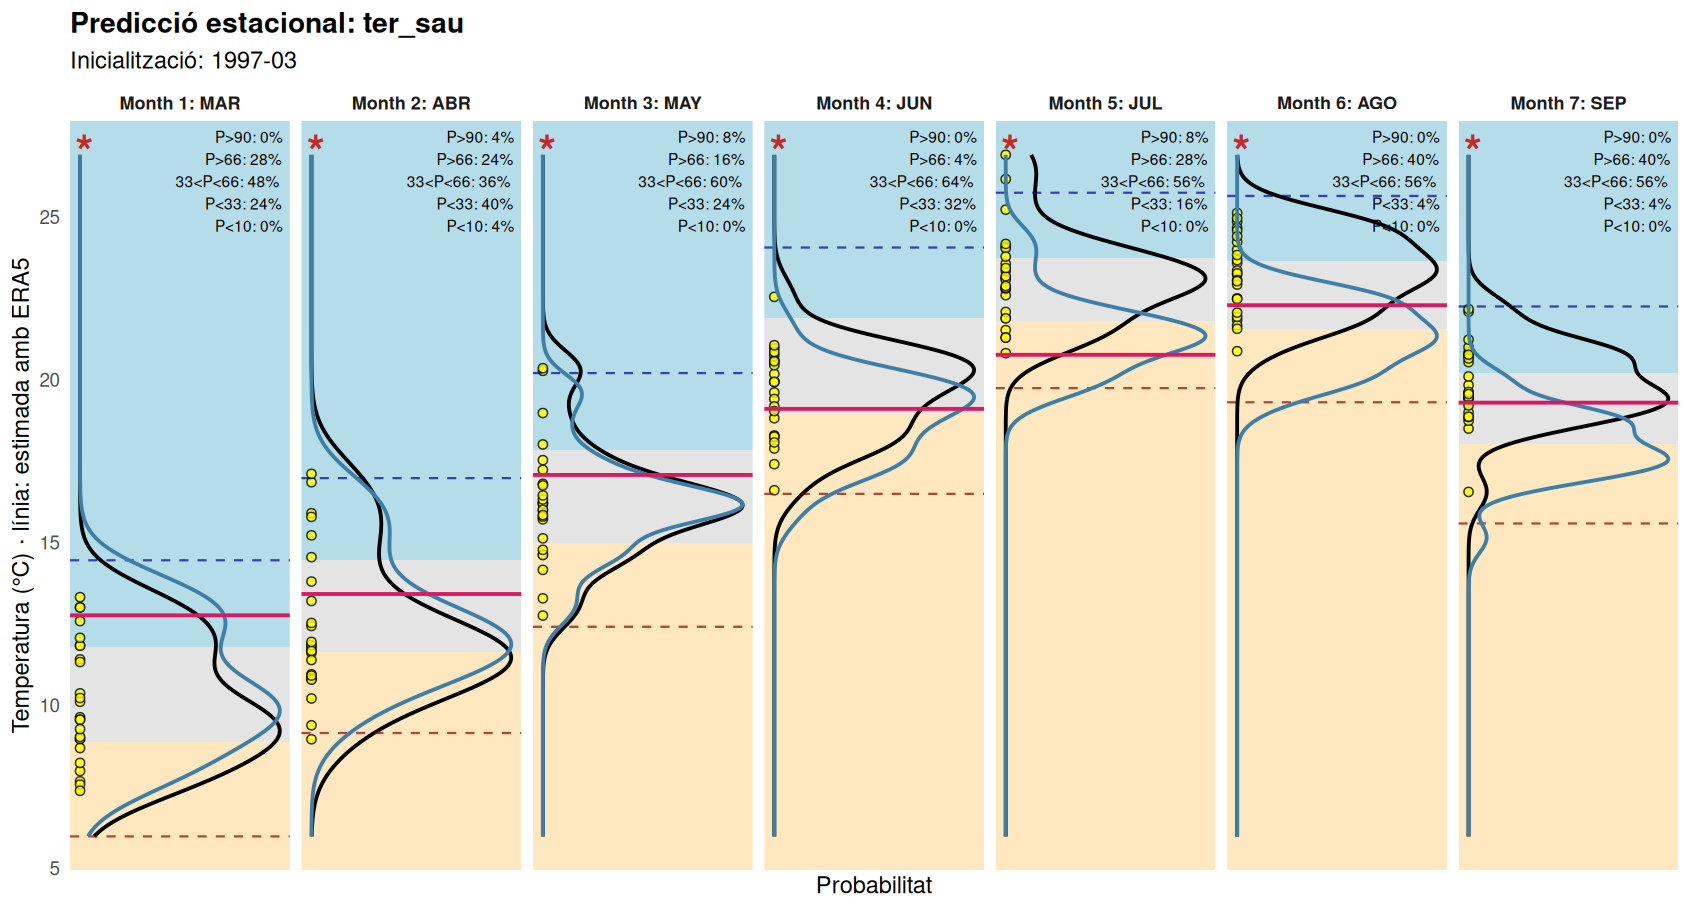 Predicció estacional: ter_sau
Inicialització: 1997-03
Month 1: MAR
Month 2: ABR
Month 3: MAY
Month 4: JUN
Month 5: JUL
Month 6: AGO
Month 7: SEP
P>90: 0%
P>66: 28%
33<P<66: 48%
P<33: 24%
P<10: 0%
P>90: 4%
P>66: 24%
33<P<66: 36%
P<33: 40%
P<10: 4%
P>90: 8%
P>66: 16%
33<P<66: 60%
P<33: 24%
P<10: 0%
P>90: 0%
P>66: 4%
33<P<66: 64%
P<33: 32%
P<10: 0%
P>90: 8%
P>66: 28%
33<P<66: 56%
P<33: 16%
P<10: 0%
P>90: 0%
P>66: 40%
33<P<66: 56%
P<33: 4%
P<10: 0%
P>90: 0%
P>66: 40%
33<P<66: 56%
P<33: 4%
P<10: 0%
25
20
15
10
5
Temperatura (°C) · línia: estimada amb ERA5
Probabilitat